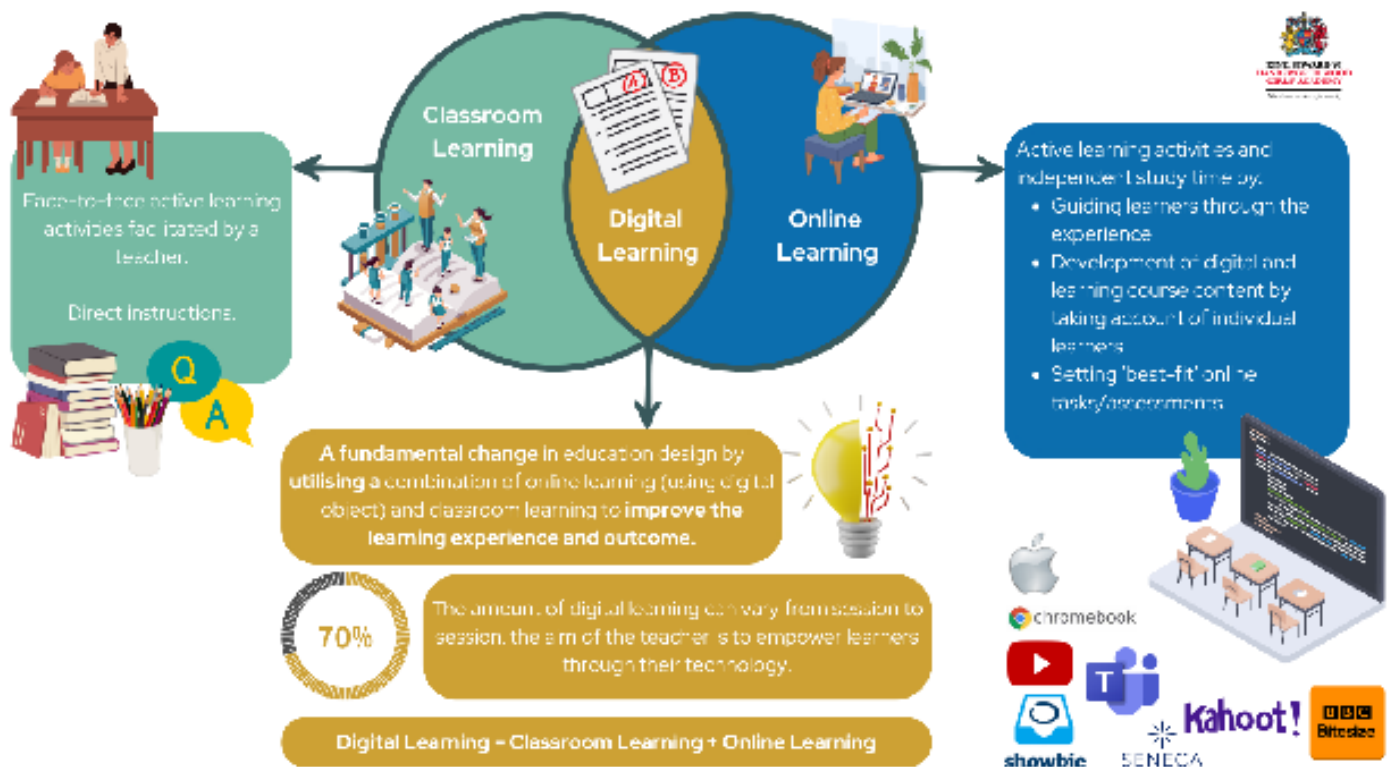 Classroom
Learning
Digital
Learning
Online
Learning
A
B
Face-to-face active learning
activities facilitated by a
teacher.
Direct instructions.
Q
A
Active learning activities and
independent study time by:
• Guiding learners through the
experience
• Development of digital and
learning course content by
taking account of individual
learners
• Setting 'best-fit' online
tasks/assessments
A fundamental change in education design by
utilising a combination of online learning (using digital
object) and classroom learning to improve the
learning experience and outcome.
70%
The amount of digital learning can vary from session to
session, the aim of the teacher is to empower learners
through their technology.
Digital Learning = Classroom Learning + Online Learning
chromebook
T
Kahoot!
BBC
Bitesize
showbie
SENECA